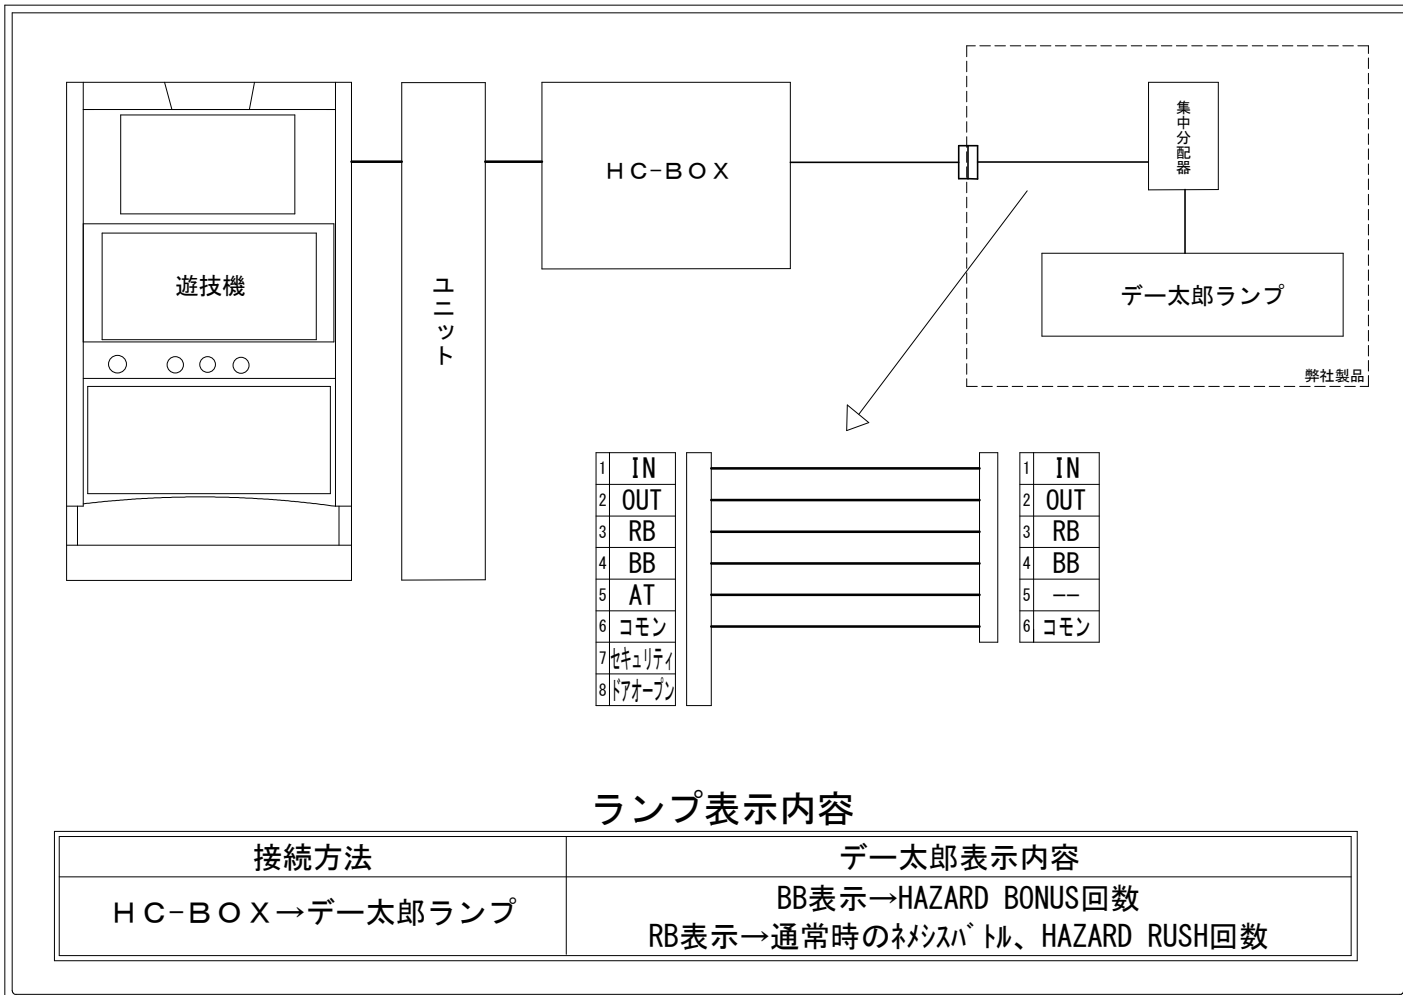 遊技機
ユニット
HC-BOX
集中分配器
デー太郎ランプ
弊社製品
1 IN
2 OUT
3 RB
4 BB
5 AT
6 コモン
7 セキュリティ
8 ドアオープン
1 IN
2 OUT
3 RB
4 BB
5 --
6 コモン
ランプ表示内容
接続方法 デー太郎表示内容
HC-BOX→デー太郎ランプ
BB表示→HAZARD BONUS回数
RB表示→通常時のネメシスバトル、HAZARD RUSH回数